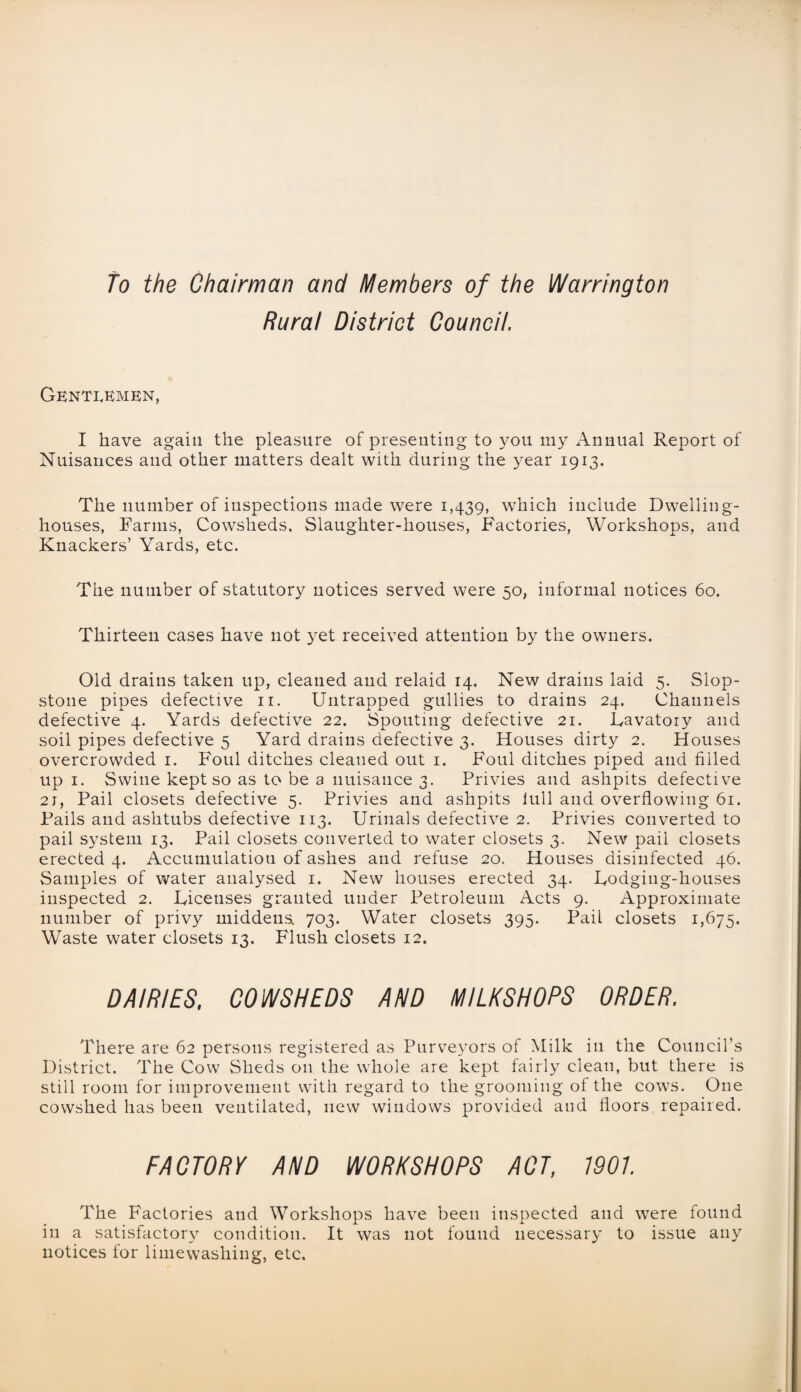 To the Chairman and Members of the Warrington
Rural District Council.
GENTLEMEN,
I have again the pleasure of presenting to you my Annual Report of
Nuisances and other matters dealt with during the year 1913.
The number of inspections made were 1,439, which include Dwelling-
houses, Farms, Cowsheds, Slaughter-houses, Factories, Workshops, and
Knackers’ Yards, etc.
The number of statutory notices served were 50, informal notices 60.
Thirteen cases have not yet received attention by the owners.
Old drains taken up, cleaned and relaid 14. New drains laid 5. Slop-
stone pipes defective 11. Untrapped gullies to drains 24. Channels
defective 4. Yards defective 22. Spouting defective 21. Lavatory and
soil pipes defective 5 Yard drains defective 3. Houses dirty 2. Houses
overcrowded 1. Foul ditches cleaned out 1. Foul ditches piped and filled
up 1. Swine kept so as to be a nuisance 3. Privies and ashpits defective
21, Pail closets defective 5. Privies and ashpits full and overflowing 61.
Pails and ashtubs defective 113. Urinals defective 2. Privies converted to
pail system 13. Pail closets converted to water closets 3. New pail closets
erected 4. Accumulation of ashes and refuse 20. Houses disinfected 46.
Samples of water analysed 1. New houses erected 34. Lodging-houses
inspected 2. Licenses granted under Petroleum Acts 9. Approximate
number of privy middens, 703. Water closets 395. Pail closets 1,675.
Waste water closets 13. Flush closets 12.
DAIRIES, COWSHEDS AND MILKSHOPS ORDER.
There are 62 persons registered as Purveyors of Milk in the Council’s
District. The Cow Sheds on the whole are kept fairly clean, but there is
still room for improvement with regard to the grooming of the cows. One
cowshed has been ventilated, new windows provided and floors repaired.
FACTORY AND WORKSHOPS ACT, 1901.
The Factories and Workshops have been inspected and were found
in a satisfactory condition. It was not found necessary to issue any
notices for limewashing, etc.